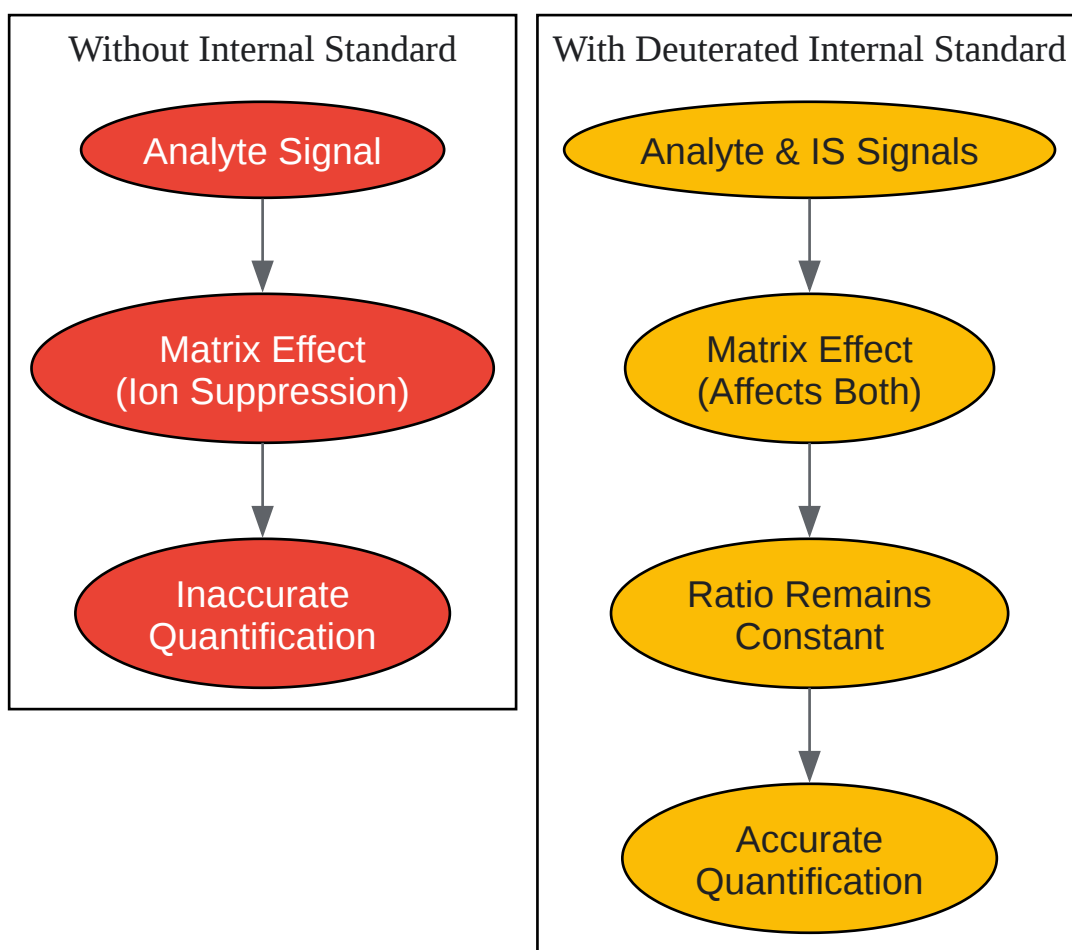 Without Internal Standard
Analyte Signal
Matrix Effect
(Ion Suppression)
Inaccurate
Quantification
With Deuterated Internal Standard
Analyte & IS Signals
Matrix Effect
(Affects Both)
Ratio Remains
Constant
Accurate
Quantification